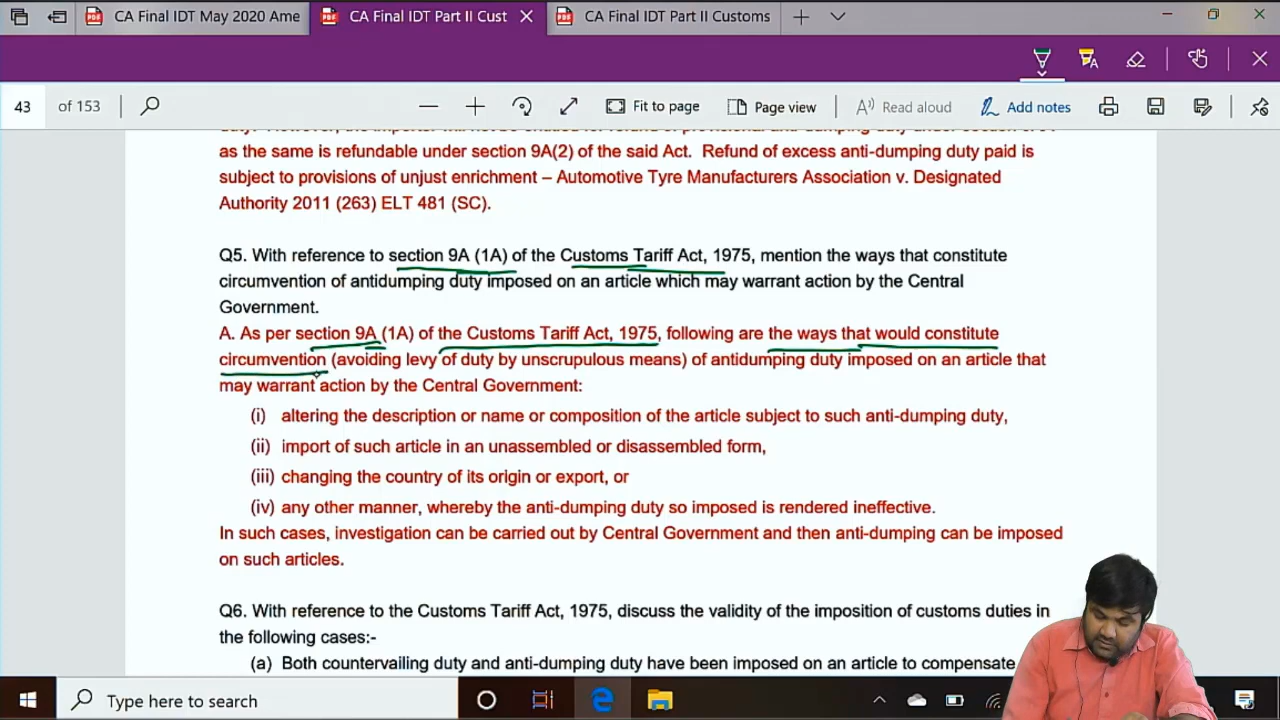 CA Final IDT May 2020 Ame
CA Final IDT Part II Cust
CA Final IDT Part II Customs
43 of 153
Fit to page
Page view
Read aloud
Add notes
as the same is refundable under section 9A(2) of the said Act. Refund of excess anti-dumping duty paid is
subject to provisions of unjust enrichment – Automotive Tyre Manufacturers Association v. Designated
Authority 2011 (263) ELT 481 (SC).
Q5. With reference to section 9A (1A) of the Customs Tariff Act, 1975, mention the ways that constitute
circumvention of antidumping duty imposed on an article which may warrant action by the Central
Government.
A. As per section 9A (1A) of the Customs Tariff Act, 1975, following are the ways that would constitute
circumvention (avoiding levy of duty by unscrupulous means) of antidumping duty imposed on an article that
may warrant action by the Central Government:
(i) altering the description or name or composition of the article subject to such anti-dumping duty,
(ii) import of such article in an unassembled or disassembled form,
(iii) changing the country of its origin or export, or
(iv) any other manner, whereby the anti-dumping duty so imposed is rendered ineffective.
In such cases, investigation can be carried out by Central Government and then anti-dumping can be imposed
on such articles.
Q6. With reference to the Customs Tariff Act, 1975, discuss the validity of the imposition of customs duties in
the following cases:-
(a) Both countervailing duty and anti-dumping duty have been imposed on an article to compensate
Type here to search